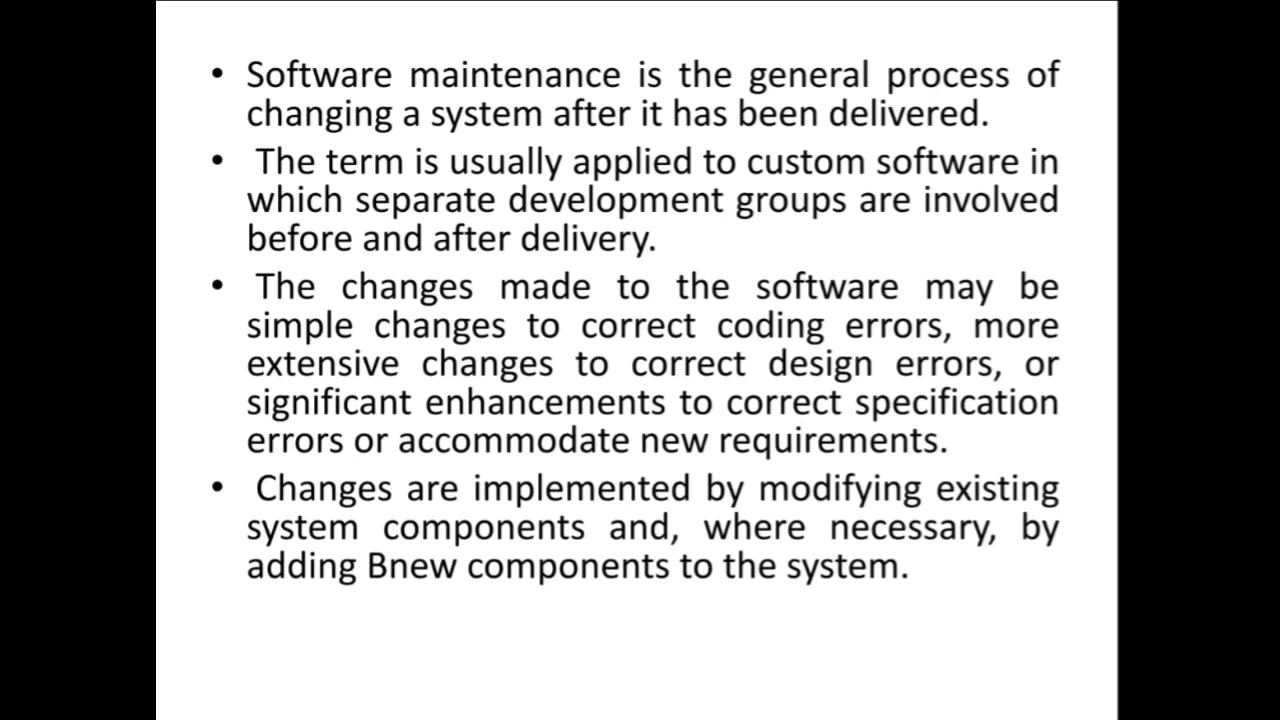 • Software maintenance is the general process of
changing a system after it has been delivered.
• The term is usually applied to custom software in
which separate development groups are involved
before and after delivery.
• The changes made to the software may be
simple changes to correct coding errors, more
extensive changes to correct design errors, or
significant enhancements to correct specification
errors or accommodate new requirements.
• Changes are implemented by modifying existing
system components and, where necessary, by
adding Bnew components to the system.